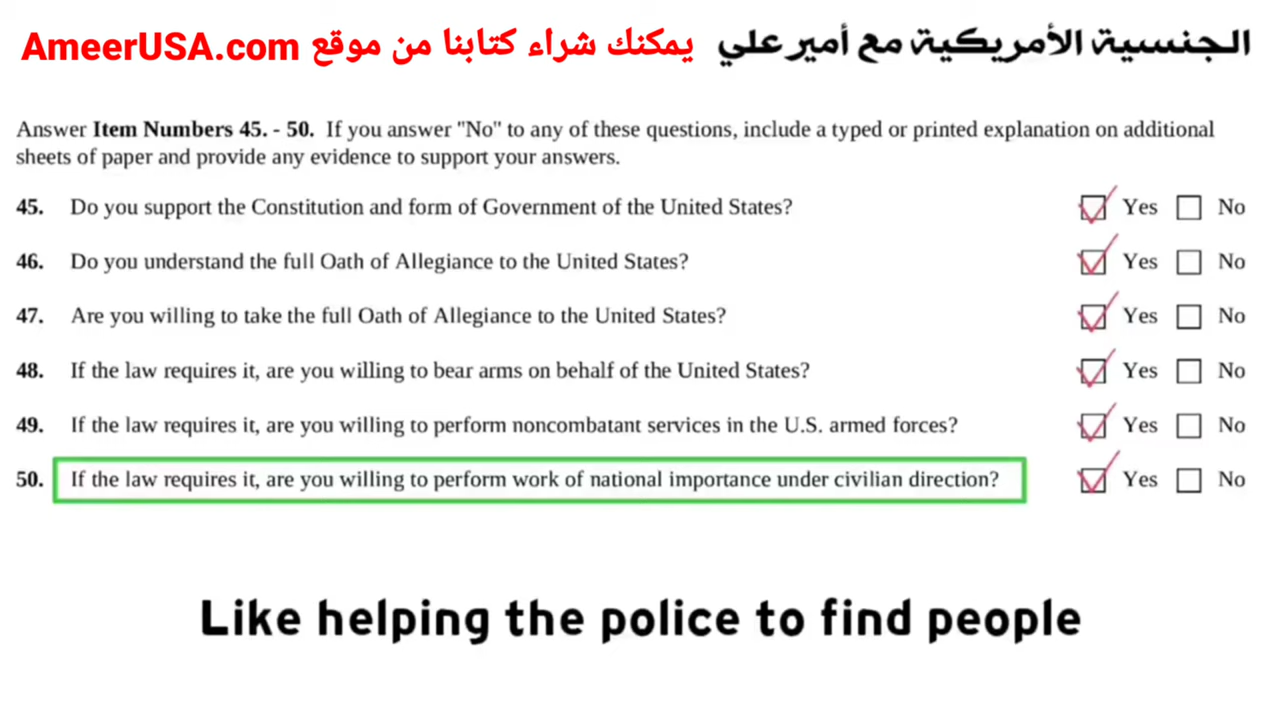 AmeerUSA.com يمكنك شراء كتابنا من موقع الجنسية الأمريكية مع أمير علي
Answer Item Numbers 45. - 50. If you answer "No" to any of these questions, include a typed or printed explanation on additional
sheets of paper and provide any evidence to support your answers.
45. Do you support the Constitution and form of Government of the United States? Yes No
46. Do you understand the full Oath of Allegiance to the United States? Yes No
47. Are you willing to take the full Oath of Allegiance to the United States? Yes No
48. If the law requires it, are you willing to bear arms on behalf of the United States? Yes No
49. If the law requires it, are you willing to perform noncombatant services in the U.S. armed forces? Yes No
50. If the law requires it, are you willing to perform work of national importance under civilian direction? Yes No
Like helping the police to find people